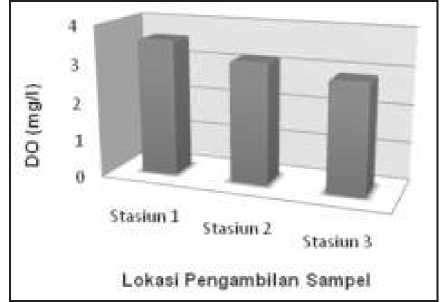 4
3
2
1
0
DO (mg/l)
Stasiun 1
Stasiun 2
Stasiun 3
Lokasi Pengambilan Sampel